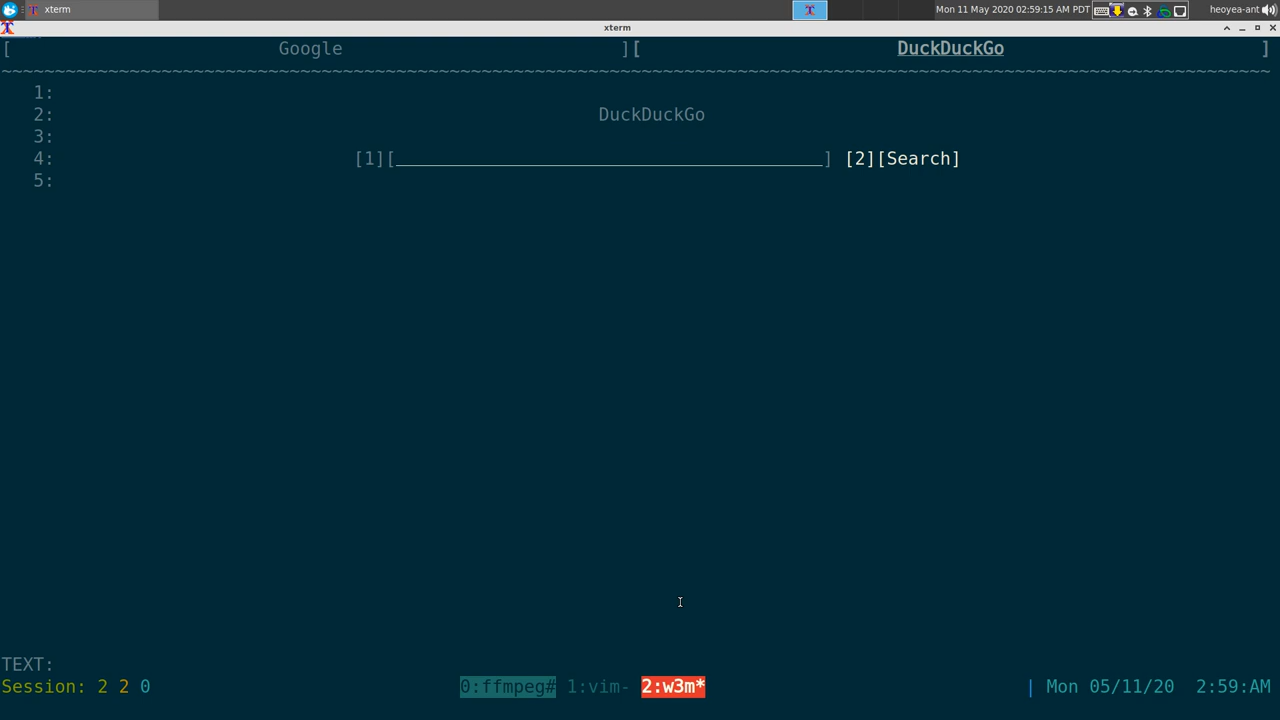 xterm
Mon 11 May 2020 02:59:15 AM PDT
heoyea-ant
xterm
[ Google ][ DuckDuckGo ]
~~~~~~~~~~~~~~~~~~~~~~~~~~~~~~~~~~~~~~~~~~~~~~~~~~~~~~~~~~~~~~~~~~~~~~~~~~~~~~~~~~~~~~~~~~~~~~~~~~~~~~~~~~~~~~~~~~~~~~~
1:
2: DuckDuckGo
3:
4: [1][________________________________________] [2][Search]
5:
TEXT:
Session: 2 2 0 0:ffmpeg# 1:vim- 2:w3m* | Mon 05/11/20 2:59:AM